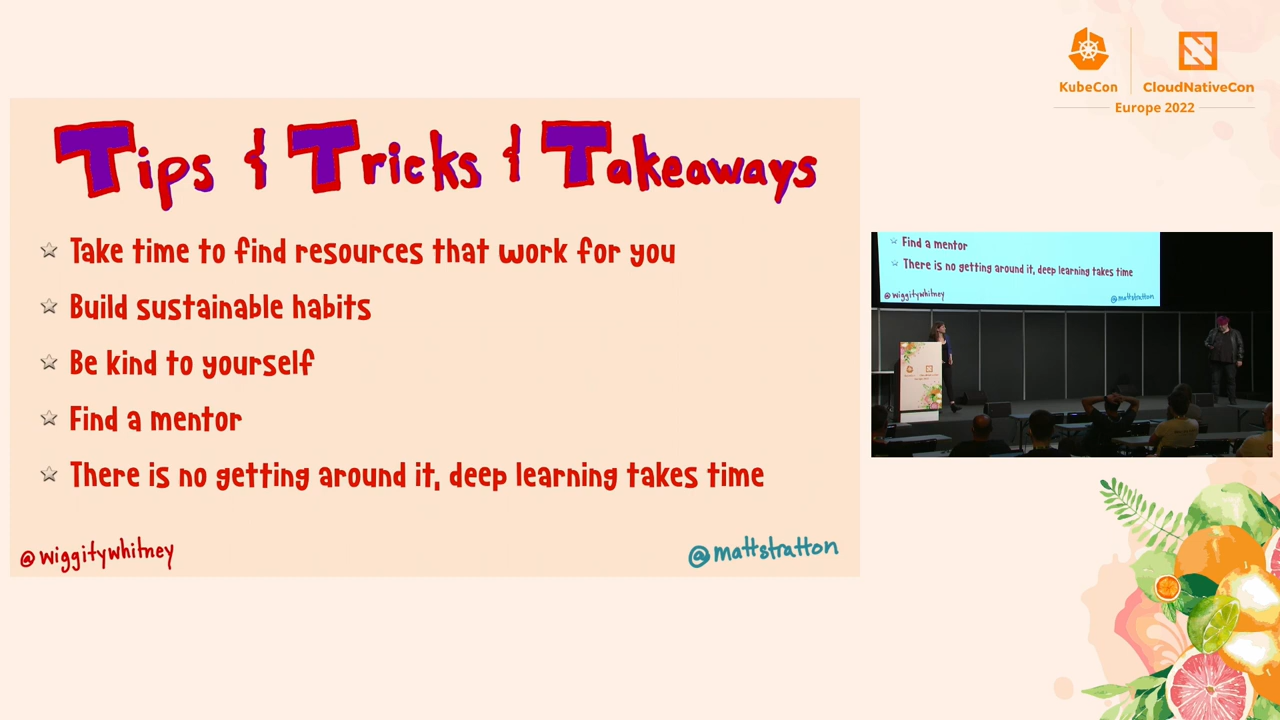 KubeCon
CloudNativeCon
Europe 2022
Tips & Tricks & Takeaways
Take time to find resources that work for you
Build sustainable habits
Be kind to yourself
Find a mentor
There is no getting around it, deep learning takes time
@wiggitywhitney
@mattstratton
Find a mentor
There is no getting around it, deep learning takes time
@wiggitywhitney
@mattstratton